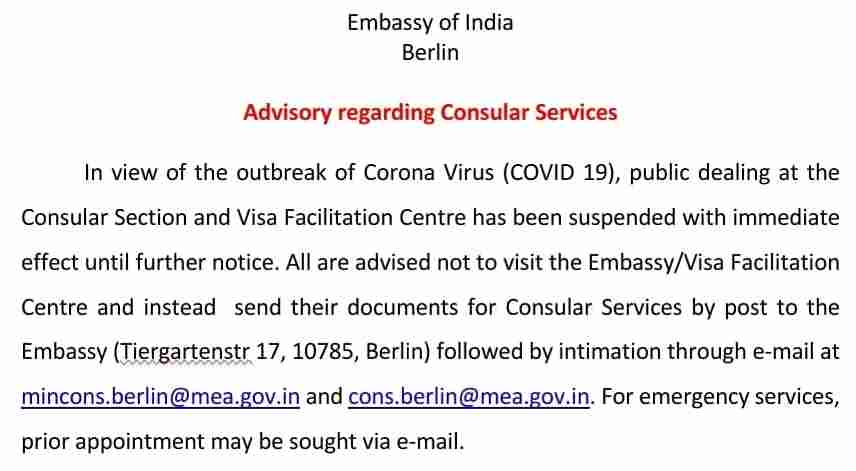 Embassy of India
Berlin
Advisory regarding Consular Services
In view of the outbreak of Corona Virus (COVID 19), public dealing at the
Consular Section and Visa Facilitation Centre has been suspended with immediate
effect until further notice. All are advised not to visit the Embassy/Visa Facilitation
Centre and instead  send their documents for Consular Services by post to the
Embassy (Tiergartenstr 17, 10785, Berlin) followed by intimation through e-mail at
mincons.berlin@mea.gov.in and cons.berlin@mea.gov.in. For emergency services,
prior appointment may be sought via e-mail.